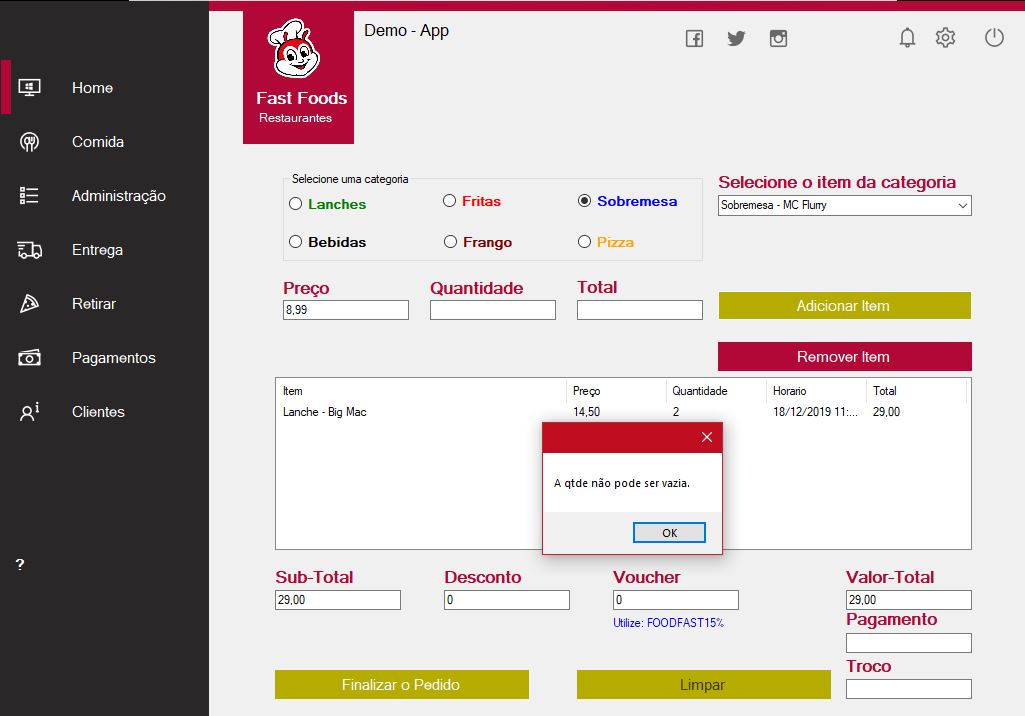 Demo - App
Fast Foods
Restaurantes
Home
Comida
Administração
Entrega
Retirar
Pagamentos
Clientes
?
Selecione uma categoria
Lanches
Fritas
Sobremesa
Bebidas
Frango
Pizza
Selecione o item da categoria
Sobremesa - MC Flurry
Preço
Quantidade
Total
8,99
Adicionar Item
Remover Item
Item Preço Quantidade Horario Total
Lanche - Big Mac 14,50 2 18/12/2019 11:... 29,00
A qtde não pode ser vazia.
OK
Sub-Total
Desconto
Voucher
Valor-Total
29,00
0
0
29,00
Utilize: FOODFAST15%
Pagamento
Troco
Finalizar o Pedido
Limpar